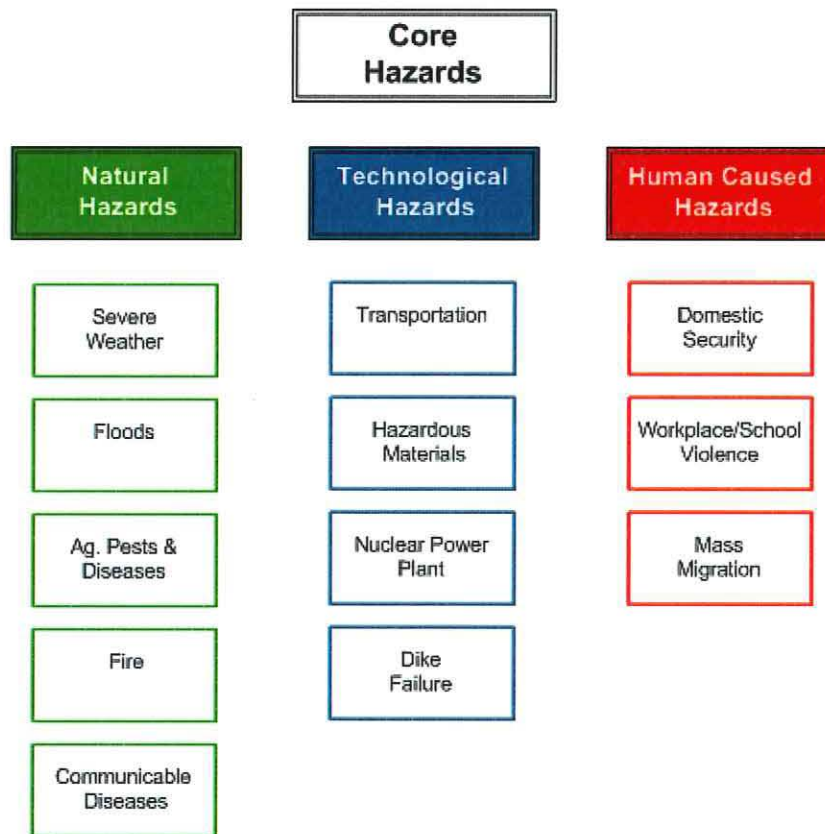 Core
Hazards
Natural
Hazards
Technological
Hazards
Human Caused
Hazards
Severe
Weather
Floods
Ag. Pests &
Diseases
Fire
Communicable
Diseases
Transportation
Hazardous
Materials
Nuclear Power
Plant
Dike
Failure
Domestic
Security
Workplace/School
Violence
Mass
Migration